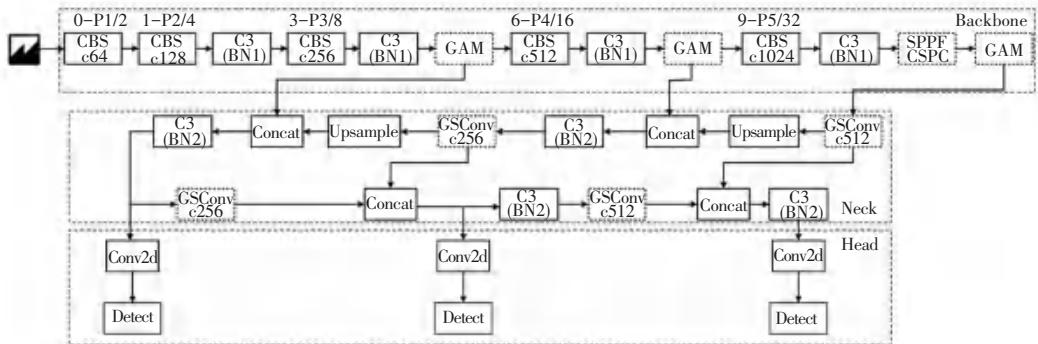 0-P1/2 1-P2/4 3-P3/8 6-P4/16 9-P5/32 Backbone
CBS c64
CBS c128
C3 (BN1)
CBS c256
C3 (BN1)
GAM
CBS c512
C3 (BN1)
GAM
CBS c1024
C3 (BN1)
SPPF CSPC
GAM
C3 (BN2)
Concat
Upsample
GSConv c256
C3 (BN2)
Concat
Upsample
GSConv c512
GSConv c256
Concat
C3 (BN2)
GSConv c512
Concat
C3 (BN2)
Neck
Conv2d
Conv2d
Conv2d
Head
Detect
Detect
Detect